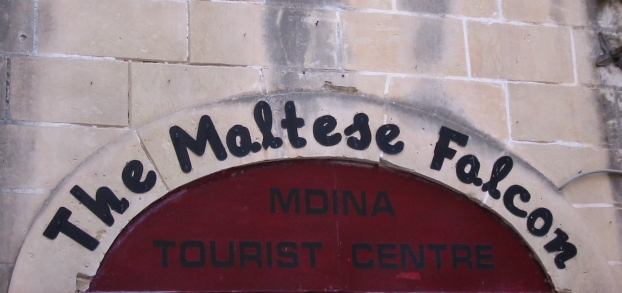 The Maltese Falcon
MDINA
TOURIST CENTRE